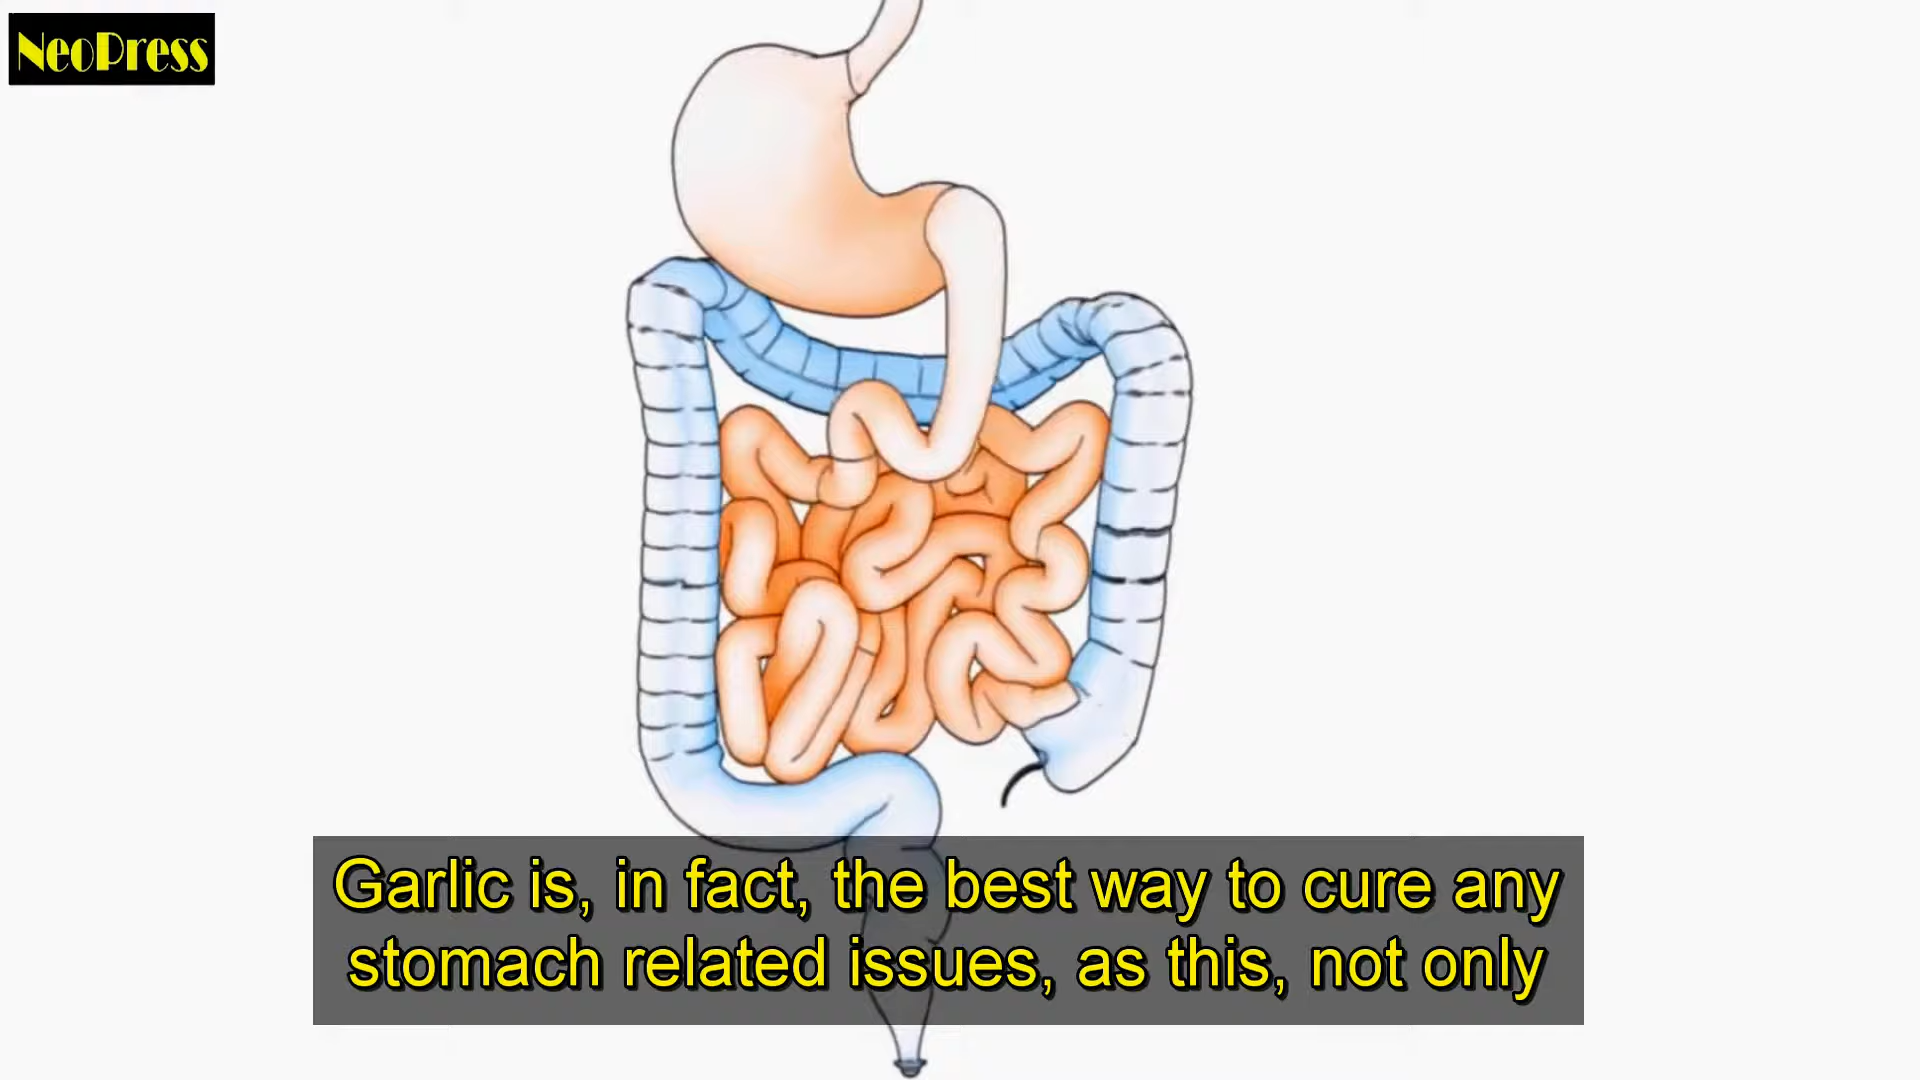 NeoPress
Garlic is, in fact, the best way to cure any
stomach related issues, as this, not only